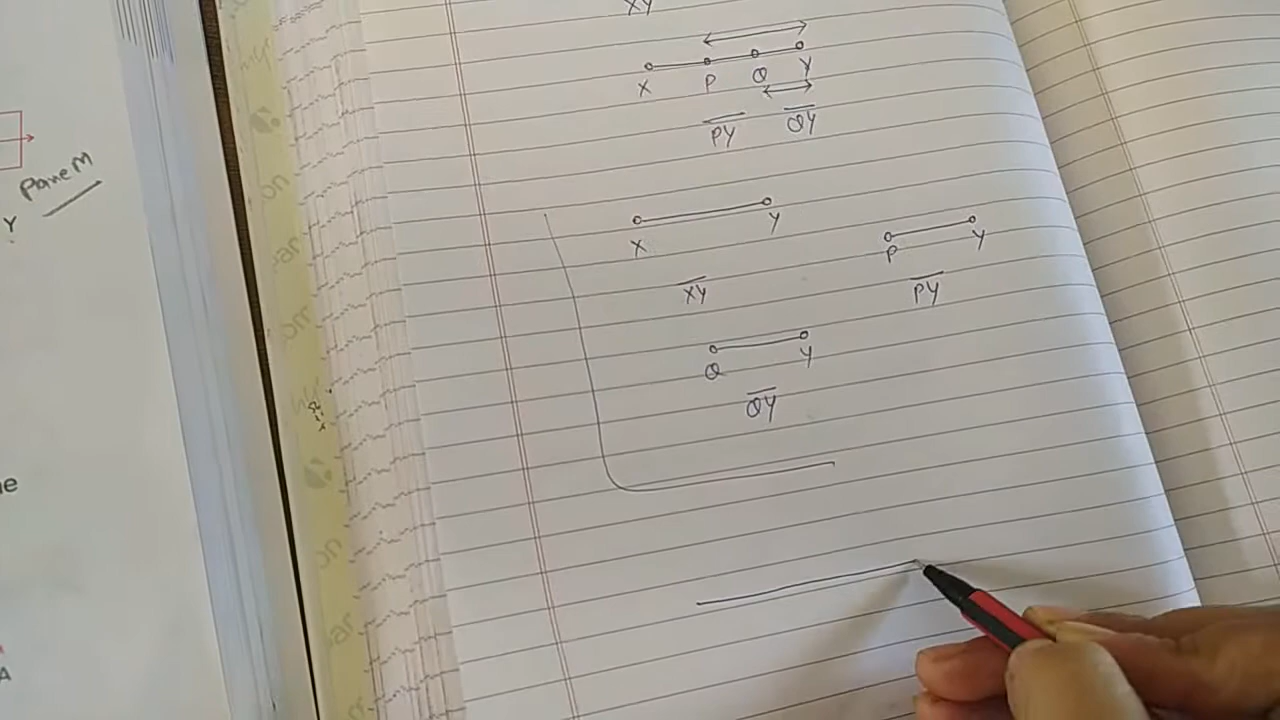 XY
X P Q Y
PY QY
X Y P Y
XY PY
Q Y
QY
Plane M
Y
A